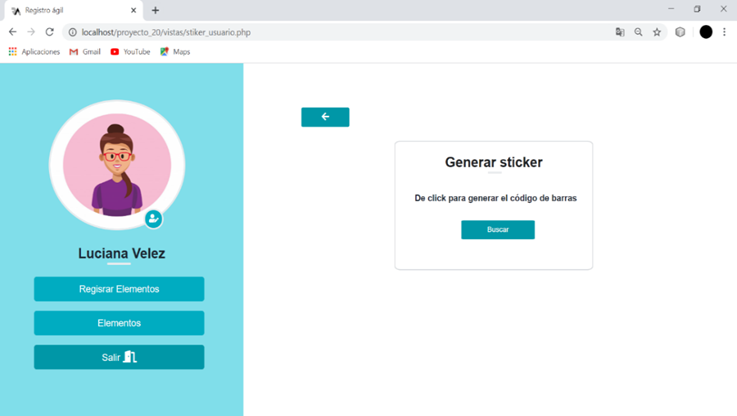 Registro ágil
localhost/proyecto_20/vistas/stiker_usuario.php
Aplicaciones Gmail YouTube Maps
Generar sticker
De click para generar el código de barras
Buscar
Luciana Velez
Regisrar Elementos
Elementos
Salir